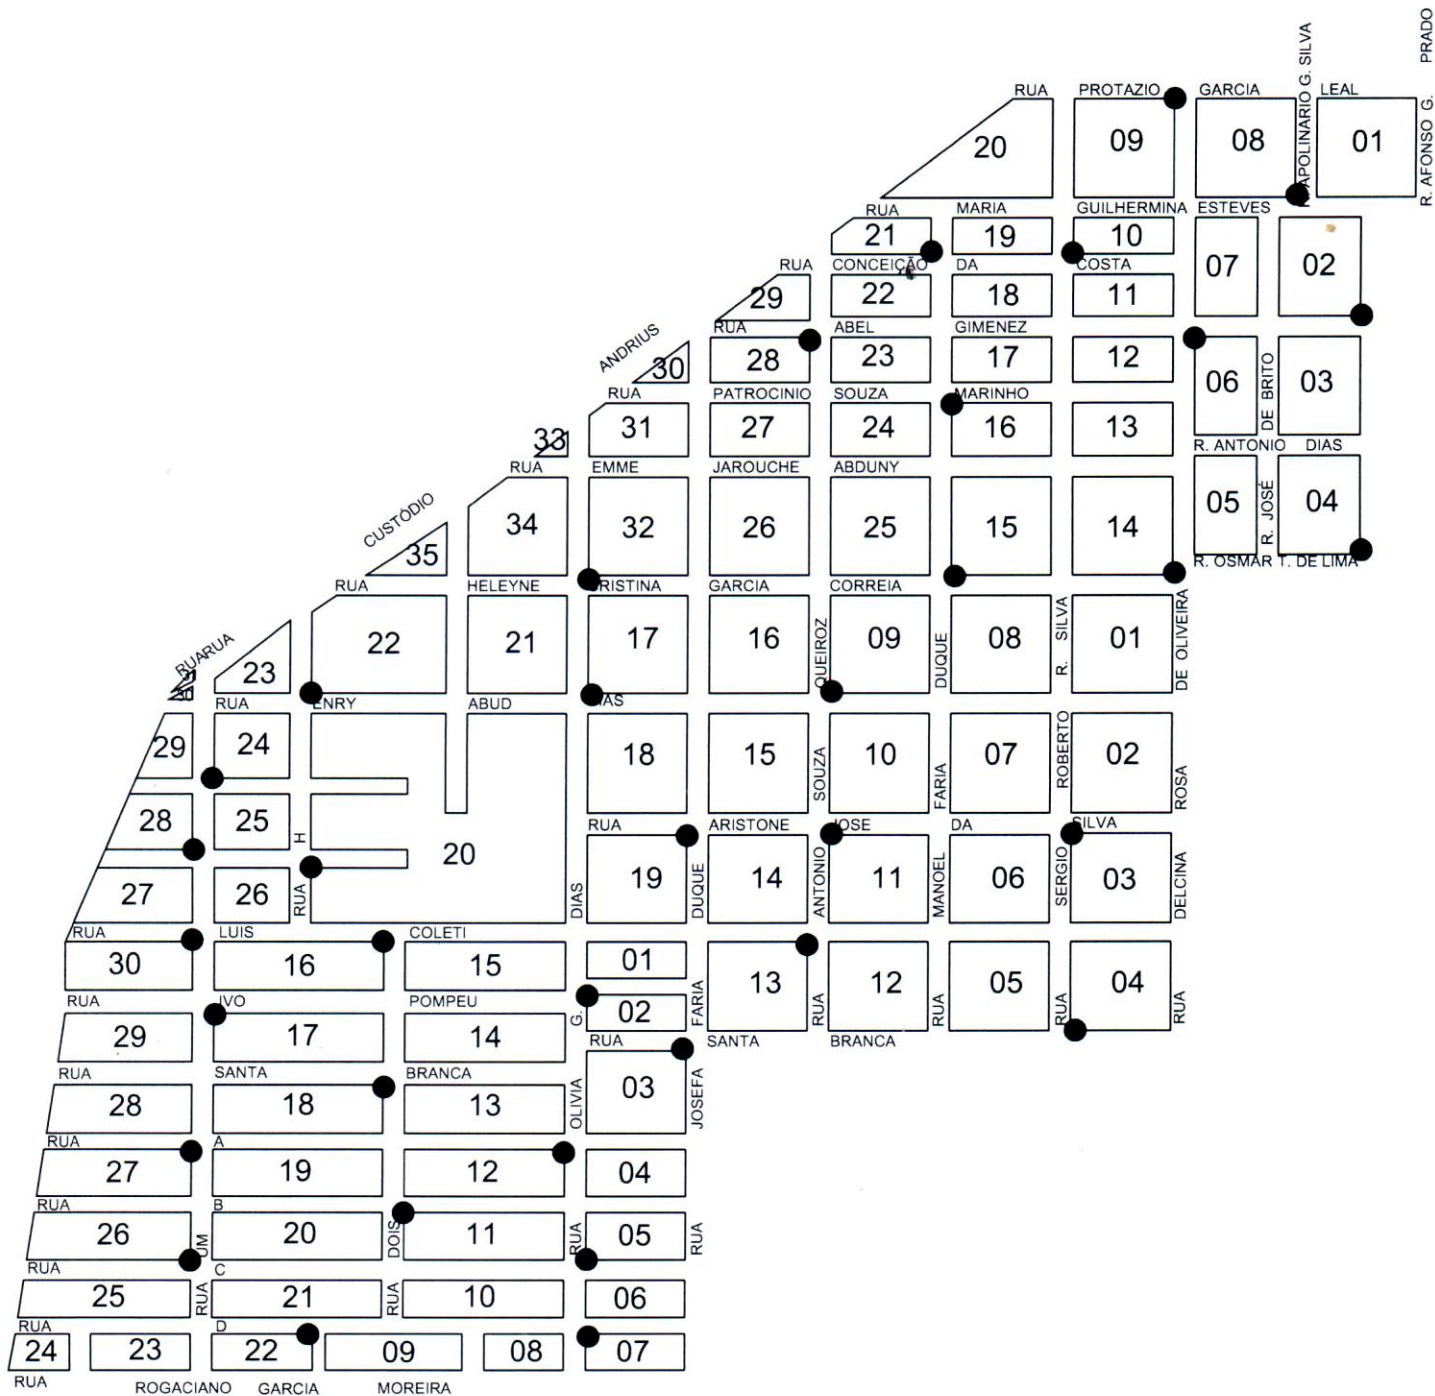 PRADO
R. AFONSO G.
APOLINARIO G. SILVA
RUA PROTAZIO GARCIA LEAL
20 09 08 01
RUA MARIA GUILHERMINA ESTEVES
21 19 10 07 02
RUA CONCEIÇÃO DA COSTA
29 22 18 11
RUA ABEL GIMENEZ
ANDRIUS
30 28 23 17 12 06 03
DE BRITO
RUA PATROCINIO SOUZA MARINHO
33 31 27 24 16 13
R. ANTONIO DIAS
RUA EMME JAROUCHE ABDUNY
CUSTÓDIO
35 34 32 26 25 15 14 05 04
R. JOSÉ
R. OSMAR T. DE LIMA
RUA HELEYNE CRISTINA GARCIA CORREIA
RUA RUA
31
30
23 22 21 17 16 09 08 01
QUEIROZ
DUQUE
R. SILVA
DE OLIVEIRA
RUA ENRY ABUD DIAS
29 24 18 15 10 07 02
SOUZA
FARIA
ROBERTO
ROSA
28 25
H
RUA ARISTONE JOSE DA SILVA
20
27 26 19 14 11 06 03
RUA
DIAS
DUQUE
ANTONIO
MANOEL
SERGIO
DELCINA
RUA LUIS COLETI
30 16 15 01 13 12 05 04
RUA IVO POMPEU
G.
02
FARIA
RUA
RUA
RUA
RUA
29 17 14
RUA SANTA BRANCA
RUA SANTA BRANCA
28 18 13 03
OLIVIA
JOSEFA
RUA A
27 19 12 04
RUA B
26 20 11 05
UM
DOIS
RUA
RUA
RUA C
25 21 10 06
RUA
RUA
RUA D
24 23 22 09 08 07
RUA ROGACIANO GARCIA MOREIRA